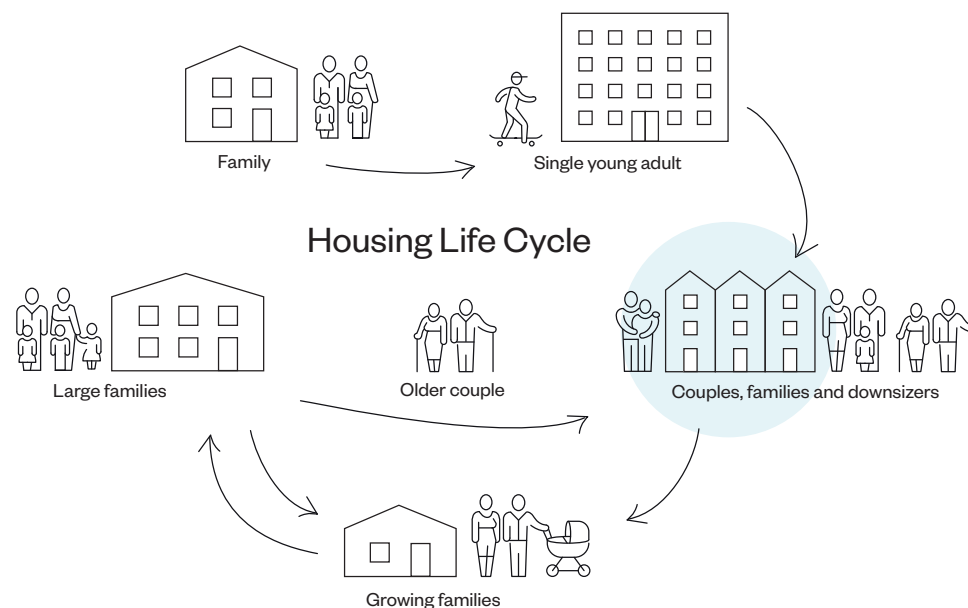 Family
Single young adult
Housing Life Cycle
Large families
Older couple
Couples, families and downsizers
Growing families